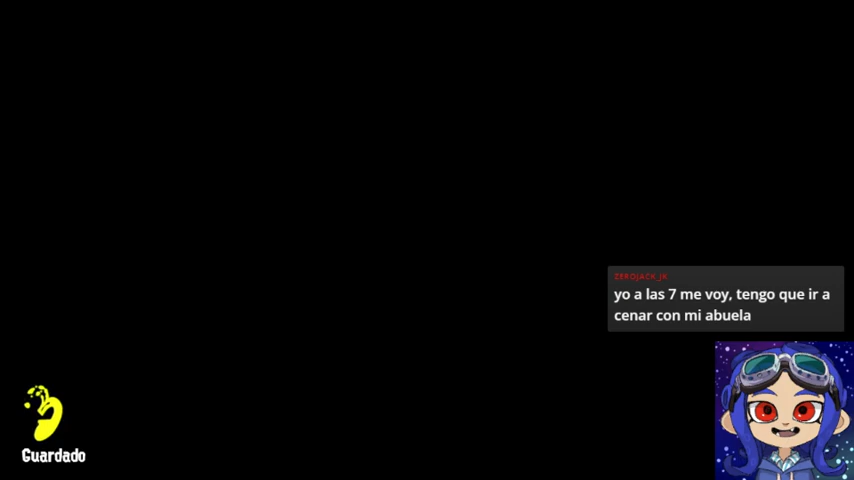 ZEROJACK_JK
yo a las 7 me voy, tengo que ir a
cenar con mi abuela
Guardado